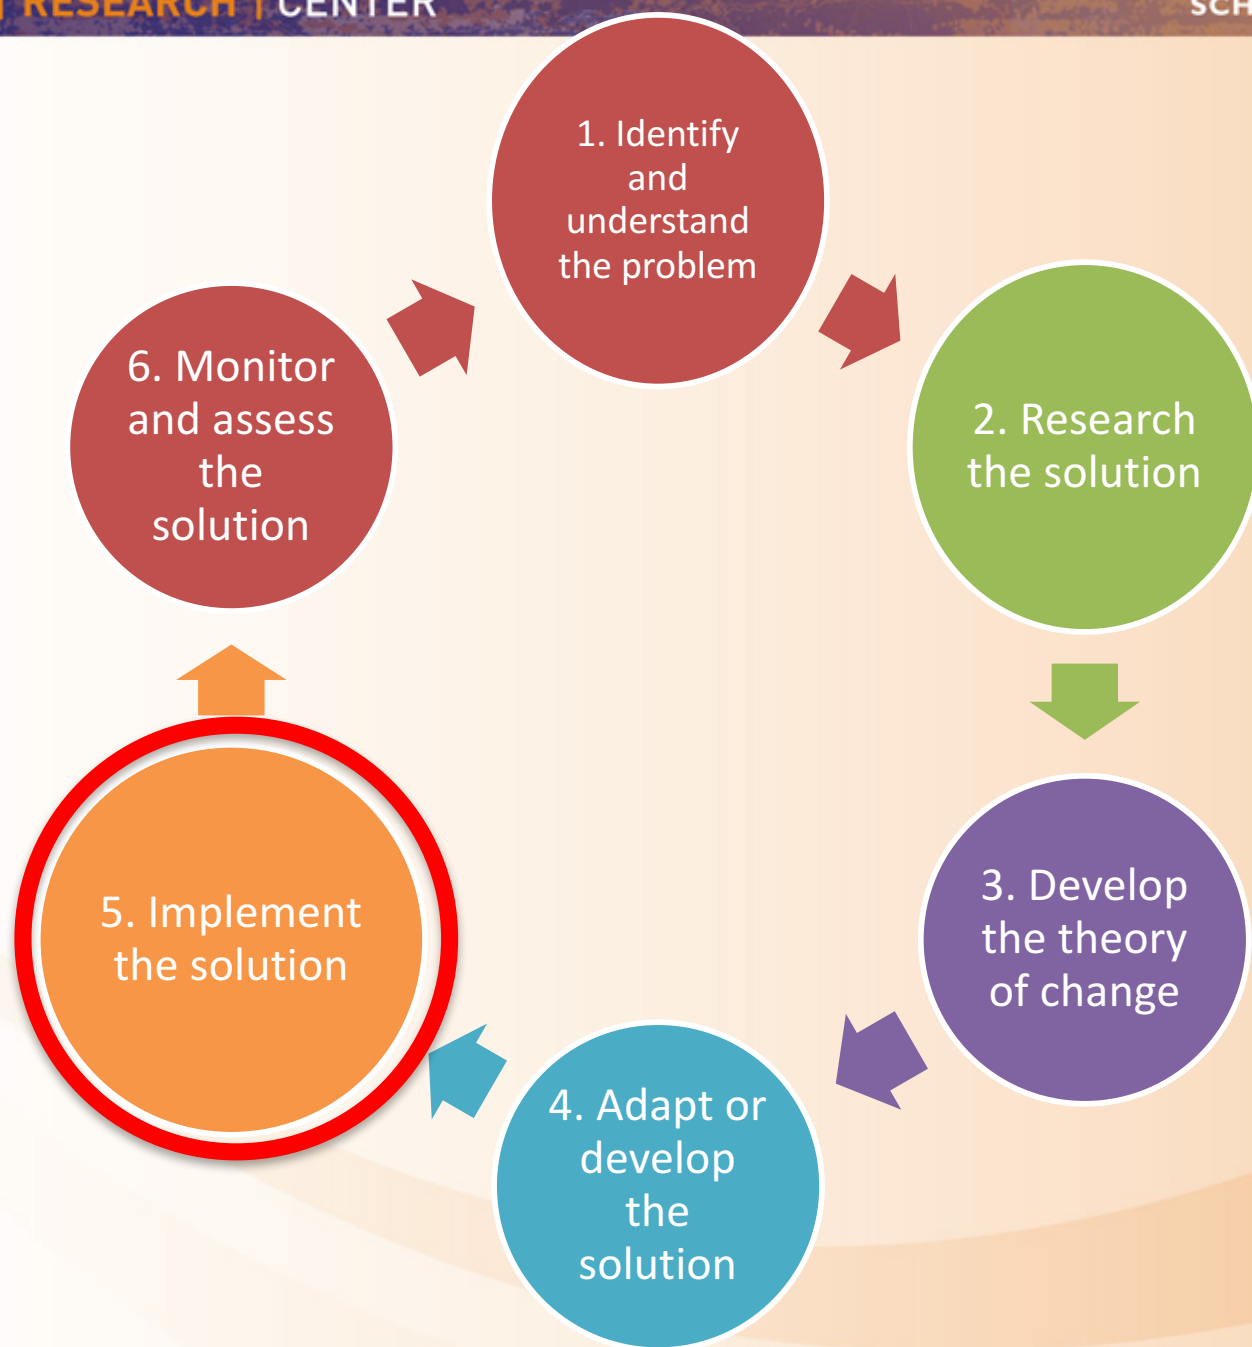 | RESEARCH | CENTER
SCH
1. Identify
and
understand
the problem
2. Research
the solution
3. Develop
the theory
of change
4. Adapt or
develop
the
solution
5. Implement
the solution
6. Monitor
and assess
the
solution